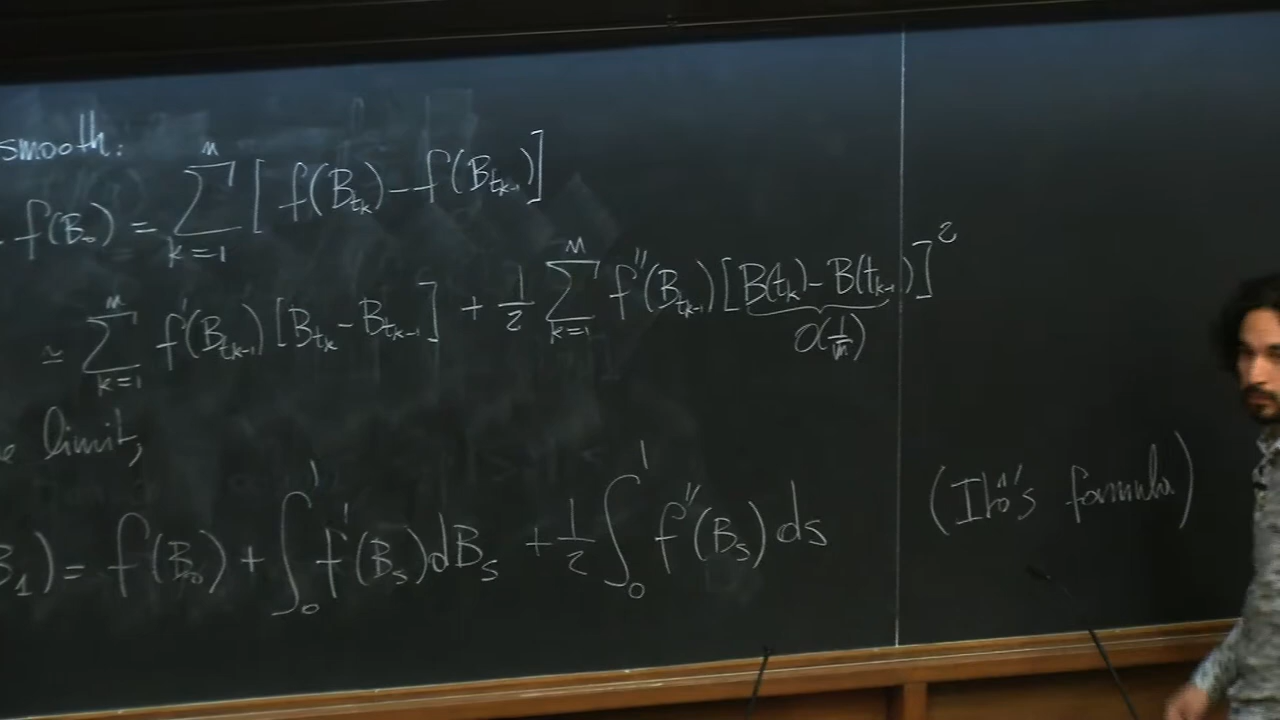 smooth:
f(B₀) = ∑_{k=1}^{n} [f(B_{t_k}) - f(B_{t_{k-1}})]
≃ ∑_{k=1}^{n} f'(B_{t_{k-1}})[B_{t_k} - B_{t_{k-1}}] + 1/2 ∑_{k=1}^{n} f''(B_{t_{k-1}})[B(t_k) - B(t_{k-1})]²
O(1/n)
limit,
B₁) = f(B₀) + ∫₀¹ f'(B_s)dB_s + 1/2 ∫₀¹ f''(B_s)ds (Itô's formula)